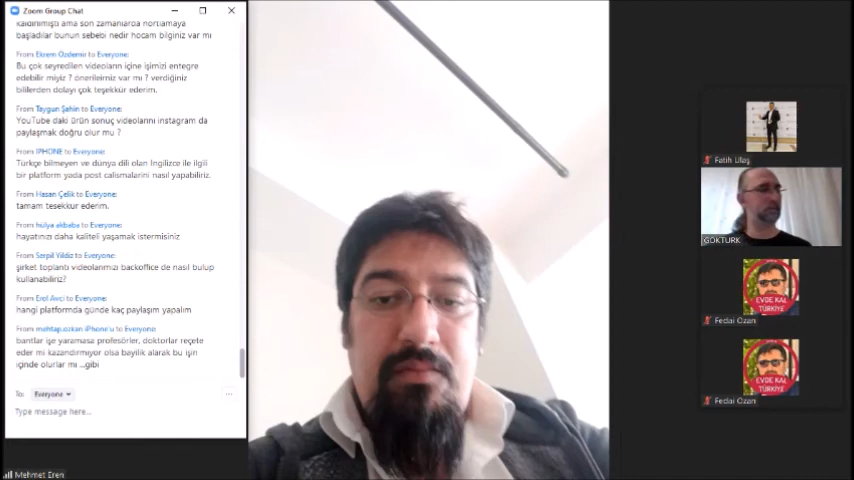 Zoom Group Chat
kaldırılmıştı ama son zamanlarda hortlamaya
başladılar bunun sebebi nedir hocam bilginiz var mı
From Ekrem Özdemir to Everyone:
Bu çok seyredilen videoların içine işimizi entegre
edebilir miyiz ? önerileriniz var mı ? verdiğiniz
bililerden dolayı çok teşekkür ederim.
From Taygun Şahin to Everyone:
YouTube daki ürün sonuç videolarını instagram da
paylaşmak doğru olur mu ?
From IPHONE to Everyone:
Türkçe bilmeyen ve dünya dili olan İngilizce ile ilgili
bir platform yada post calismalarini nasıl yapabiliriz.
From Hasan Çelik to Everyone:
tamam tesekkür ederim.
From hülya akbaba to Everyone:
hayatınızı daha kaliteli yaşamak istermisiniz
From Serpil Yıldız to Everyone:
şirket toplantı videolarımızı backoffice de nasıl bulup
kullanabiliriz?
From Erol Avcı to Everyone:
hangi platformda günde kaç paylaşım yapalım
From mehtap.ozkan iPhone'u to Everyone:
bantlar işe yaramasa profesörler, doktorlar reçete
eder mi kazandırmıyor olsa bayilik alarak bu işin
içinde olurlar mı ...gibi
To: Everyone
Type message here...
Mehmet Eren
Fatih Ulaş
GÖKTÜRK
EVDE KAL
TÜRKİYE
Fedai Ozan
EVDE KAL
TÜRKİYE
Fedai Ozan